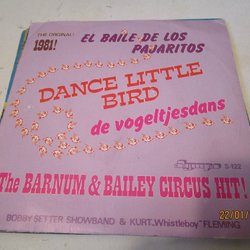 THE ORIGINAL!
1981!
EL BAILE DE LOS
PAJARITOS
DANCE LITTLE
BIRD
de vogeltjesdans
S 422
The BARNUM & BAILEY CIRCUS HIT!
BOBBY SETTER SHOWBAND & KURT „Whistleboy" FLEMING
22/01/